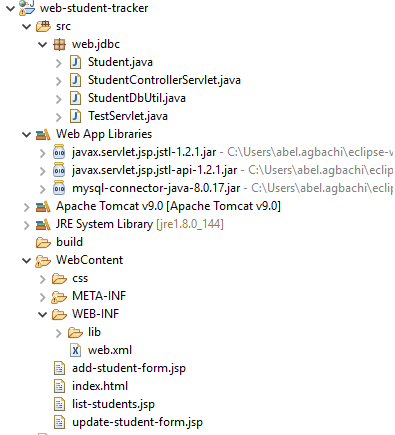 web-student-tracker
src
web.jdbc
Student.java
StudentControllerServlet.java
StudentDbUtil.java
TestServlet.java
Web App Libraries
javax.servlet.jsp.jstl-1.2.1.jar - C:\Users\abel.agbachi\eclipse-v
javax.servlet.jsp.jstl-api-1.2.1.jar - C:\Users\abel.agbachi\ecl
mysql-connector-java-8.0.17.jar - C:\Users\abel.agbachi\eclip
Apache Tomcat v9.0 [Apache Tomcat v9.0]
JRE System Library [jre1.8.0_144]
build
WebContent
css
META-INF
WEB-INF
lib
web.xml
add-student-form.jsp
index.html
list-students.jsp
update-student-form.jsp